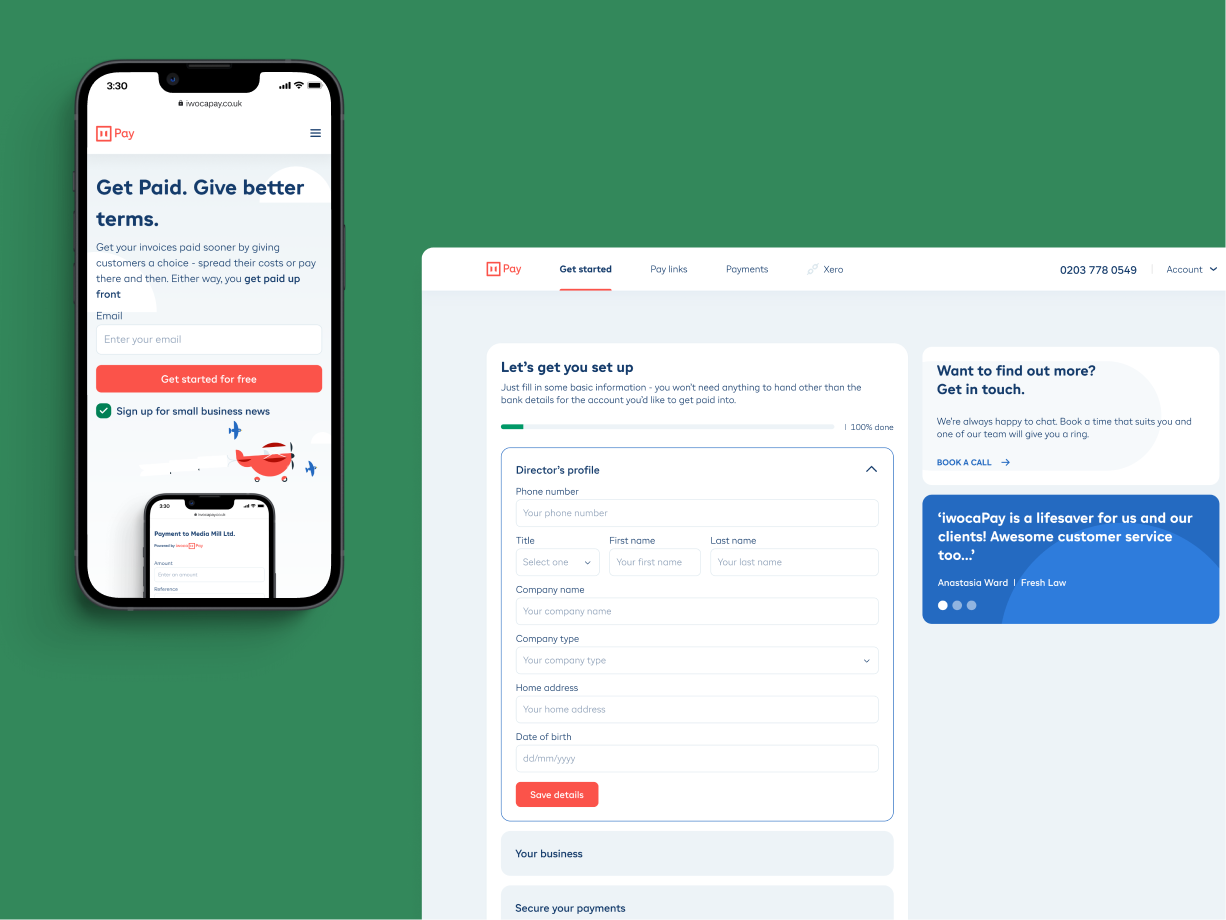 3:30
iwocapay.co.uk
Pay
Get Paid. Give better
terms.
Get your invoices paid sooner by giving
customers a choice - spread their costs or pay
there and then. Either way, you get paid up
front
Email
Enter your email
Get started for free
Sign up for small business news
3:30
iwocapay.co.uk
Payment to Media Mill Ltd.
Powered by iwoca Pay
Amount
Enter an amount
Reference
Pay
Get started
Pay links
Payments
Xero
0203 778 0549
Account
Let's get you set up
Just fill in some basic information - you won't need anything to hand other than the
bank details for the account you'd like to get paid into.
100% done
Director's profile
Phone number
Your phone number
Title First name Last name
Select one Your first name Your last name
Company name
Your company name
Company type
Your company type
Home address
Your home address
Date of birth
dd/mm/yyyy
Save details
Your business
Secure your payments
Want to find out more?
Get in touch.
We're always happy to chat. Book a time that suits you and
one of our team will give you a ring.
BOOK A CALL
‘iwocaPay is a lifesaver for us and our
clients! Awesome customer service
too...’
Anastasia Ward | Fresh Law